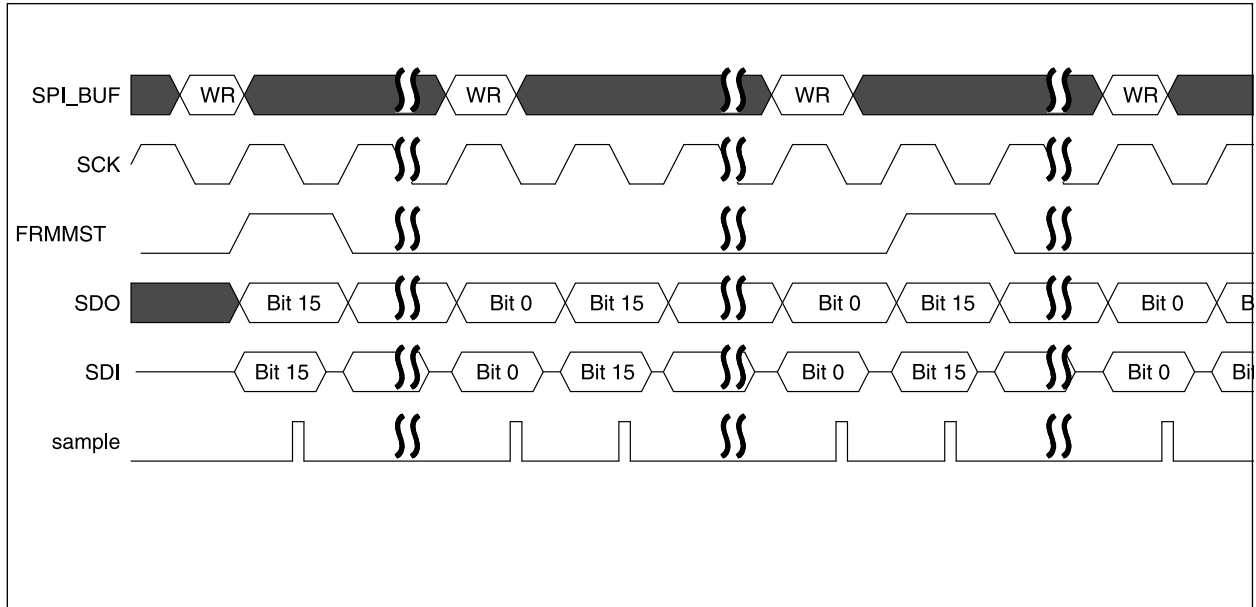 SPI_BUF WR WR WR WR
SCK
FRMMST
SDO Bit 15 Bit 0 Bit 15 Bit 0 Bit 15 Bit 0 B
SDI Bit 15 Bit 0 Bit 15 Bit 0 Bit 15 Bit 0 Bit
sample